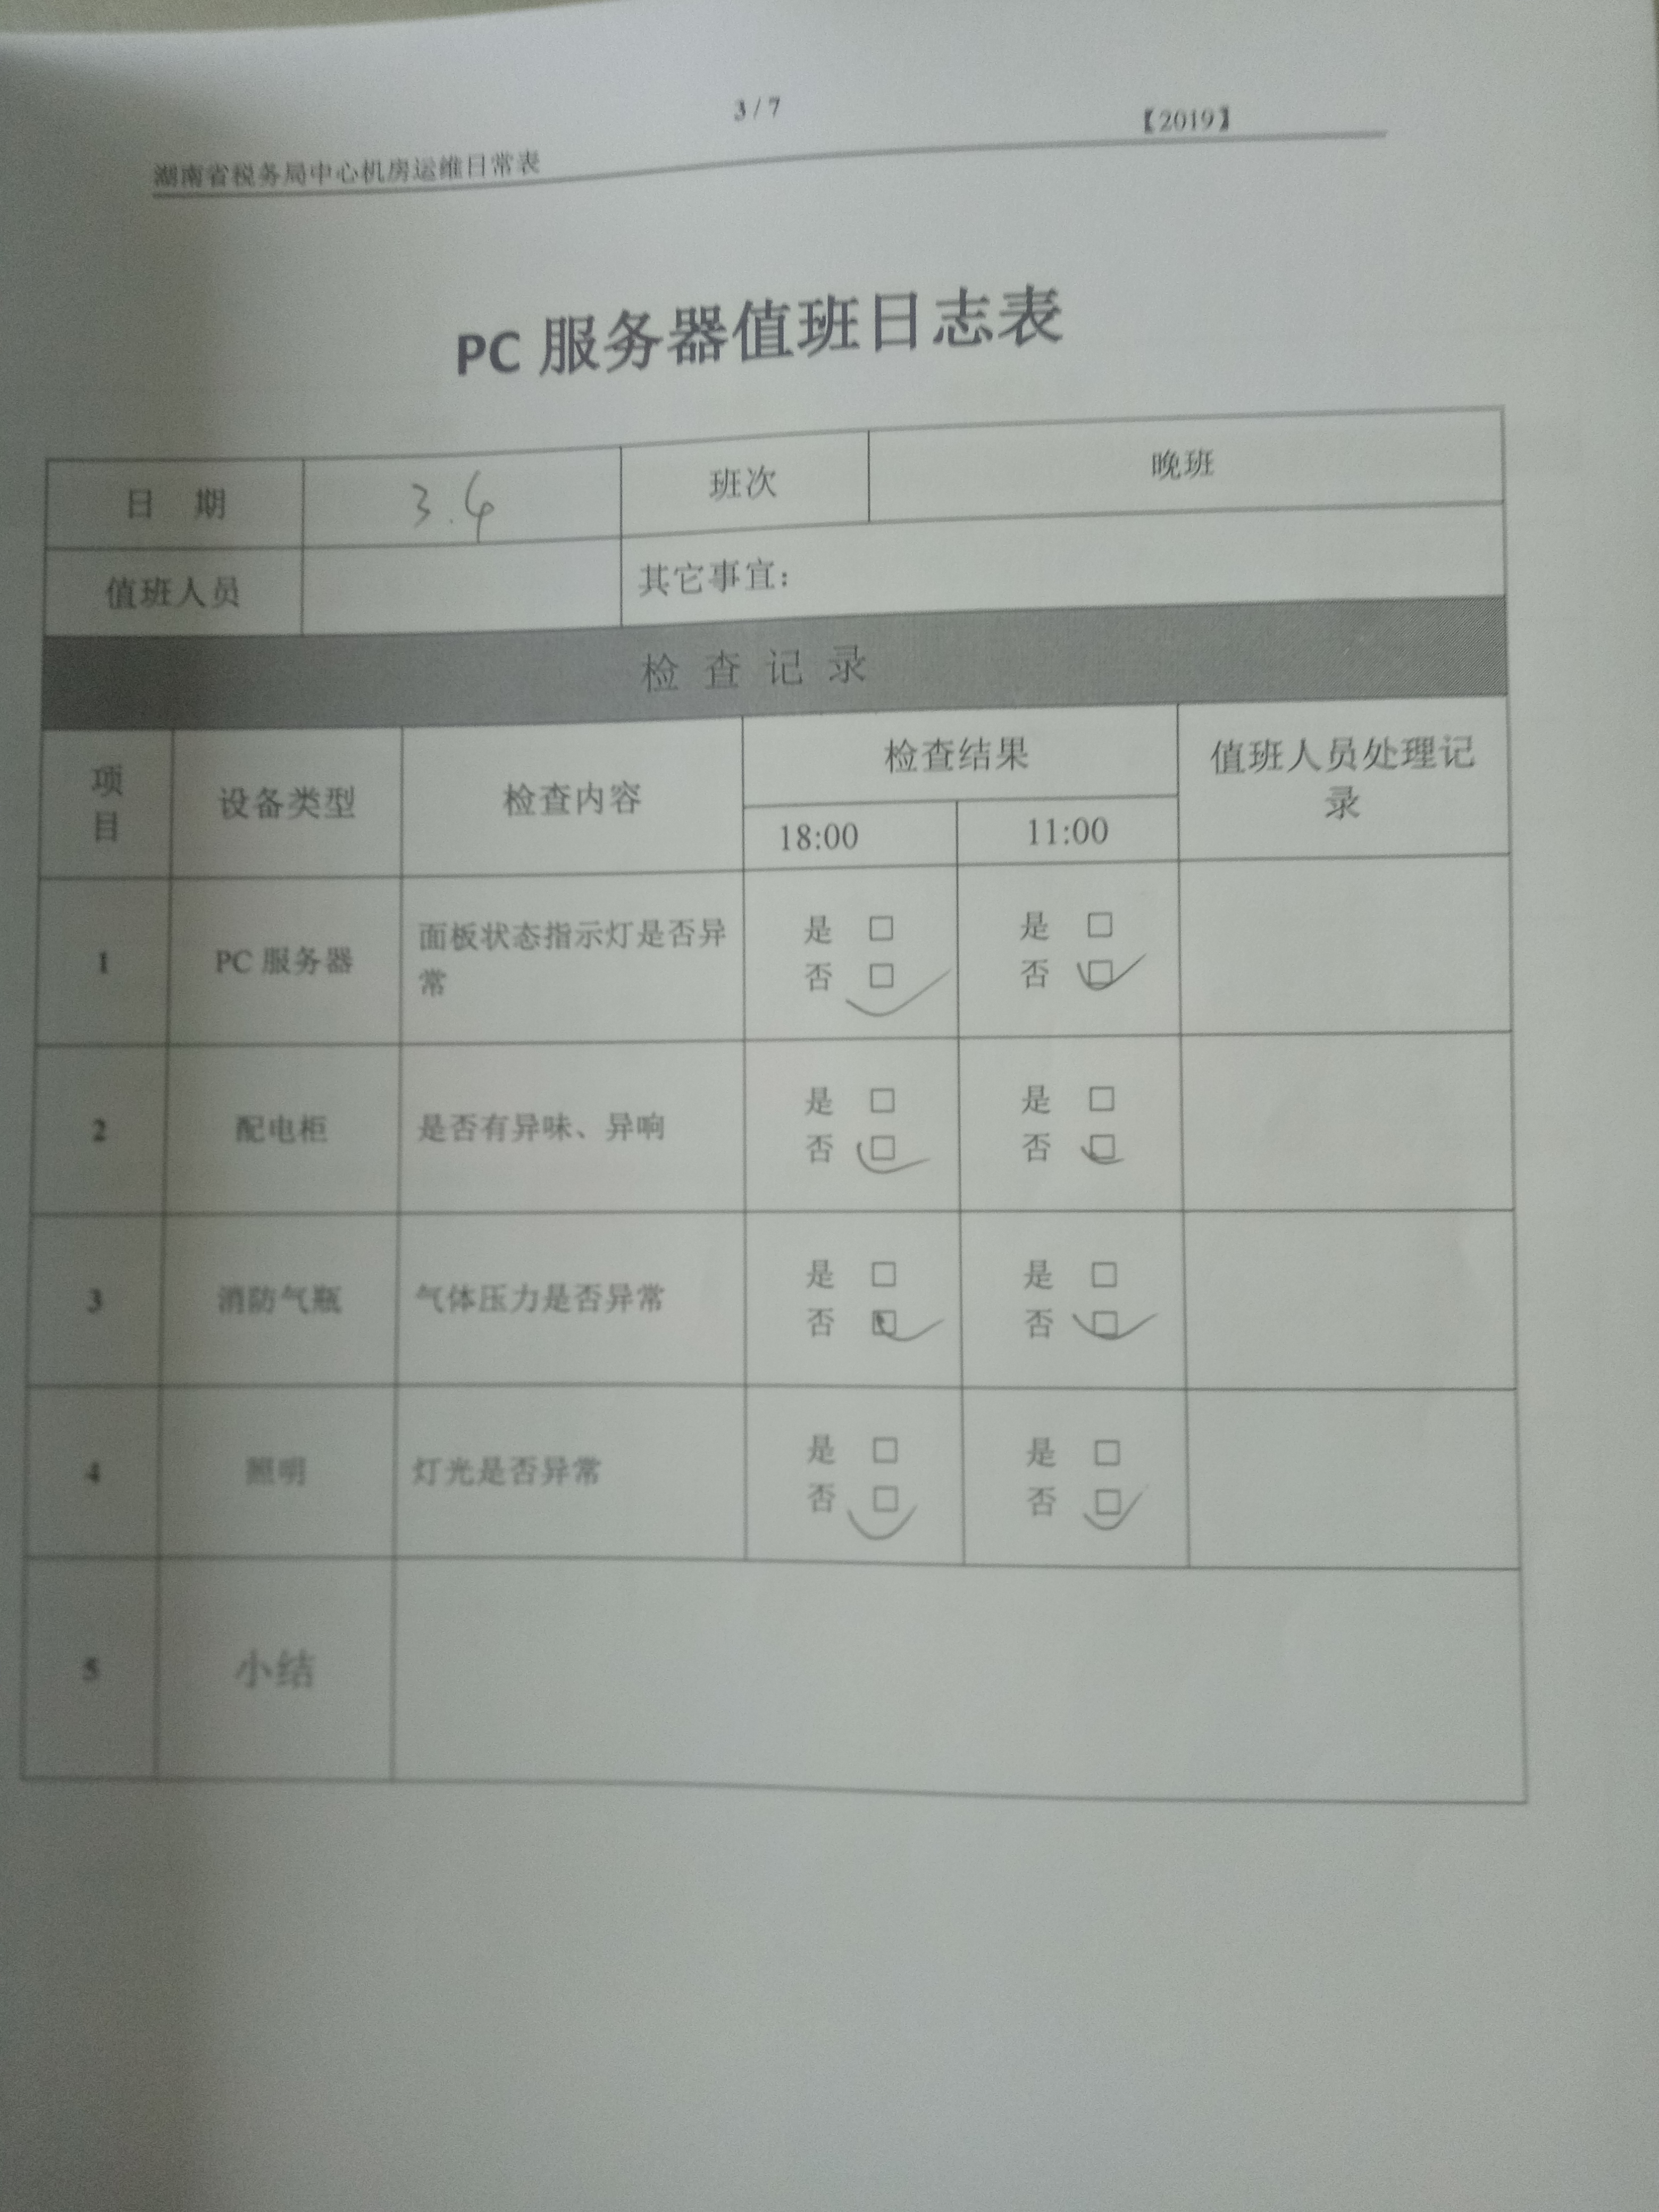 3 / 7
【2019】
湖南省税务局中心机房运维日常表
PC 服务器值班日志表
日 期 3.4 班次 晚班
值班人员 其它事宜：
检 查 记 录
项目 设备类型 检查内容 检查结果 值班人员处理记录
18:00 11:00
1 PC 服务器 面板状态指示灯是否异常
是 □ 是 □
否 □ 否 □
2 配电柜 是否有异味、异响
是 □ 是 □
否 □ 否 □
3 消防气瓶 气体压力是否异常
是 □ 是 □
否 □ 否 □
4 照明 灯光是否异常
是 □ 是 □
否 □ 否 □
5 小结